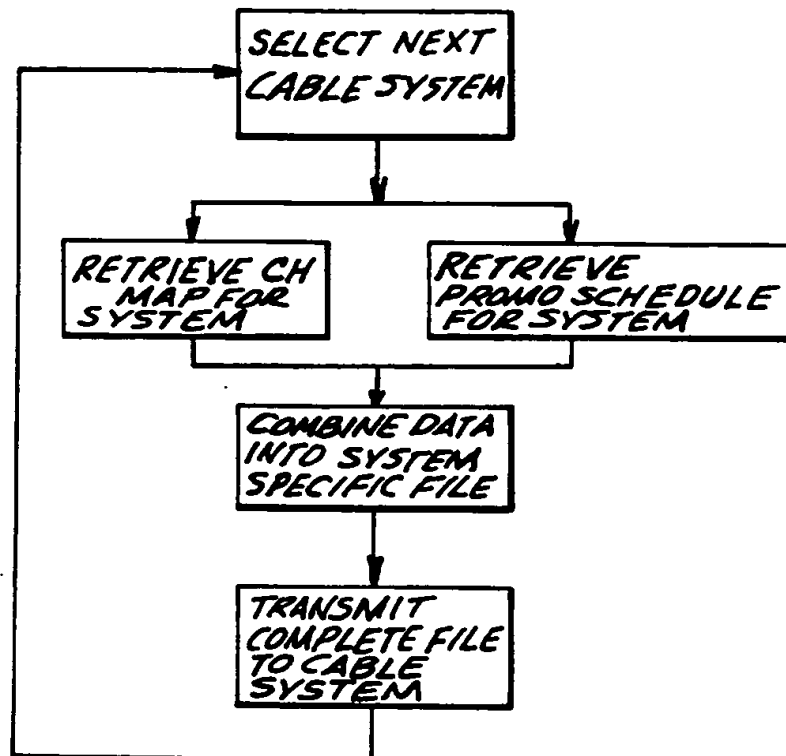 SELECT NEXT
CABLE SYSTEM
RETRIEVE CH
MAP FOR
SYSTEM
RETRIEVE
PROMO SCHEDULE
FOR SYSTEM
COMBINE DATA
INTO SYSTEM
SPECIFIC FILE
TRANSMIT
COMPLETE FILE
TO CABLE
SYSTEM